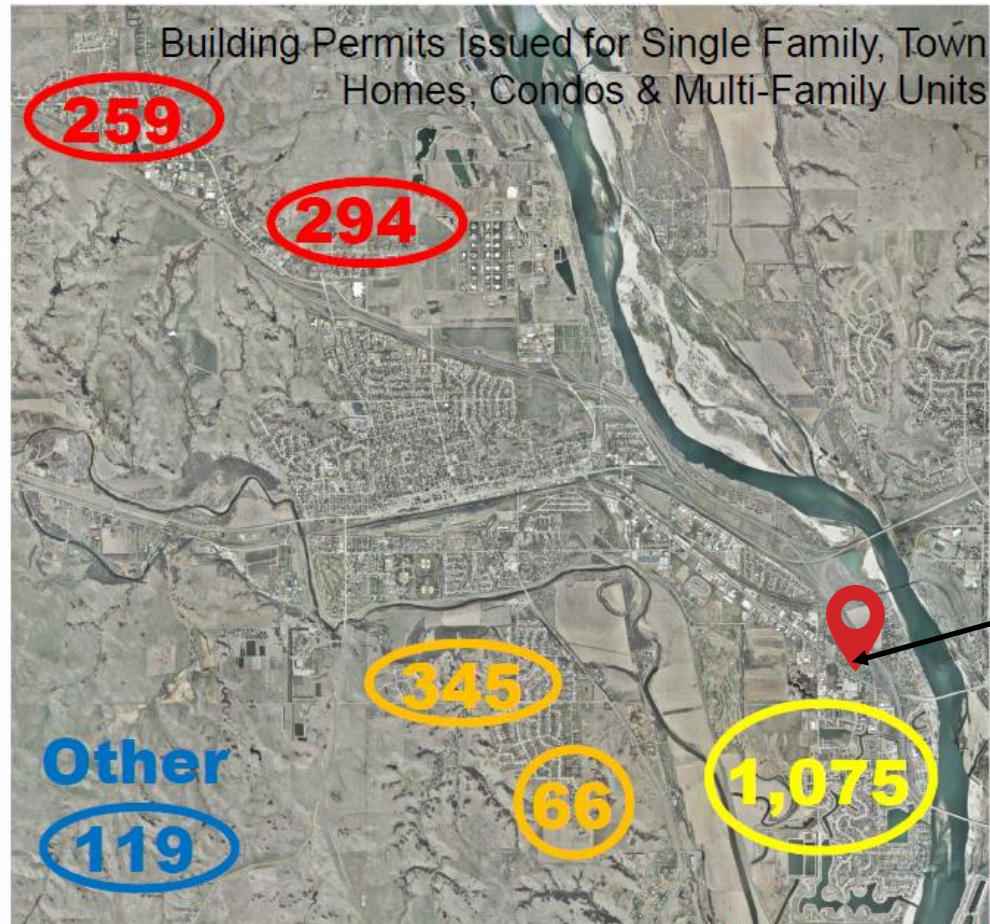 Building Permits Issued for Single Family, Town
Homes, Condos & Multi-Family Units
259
294
345
66
1,075
Other
119